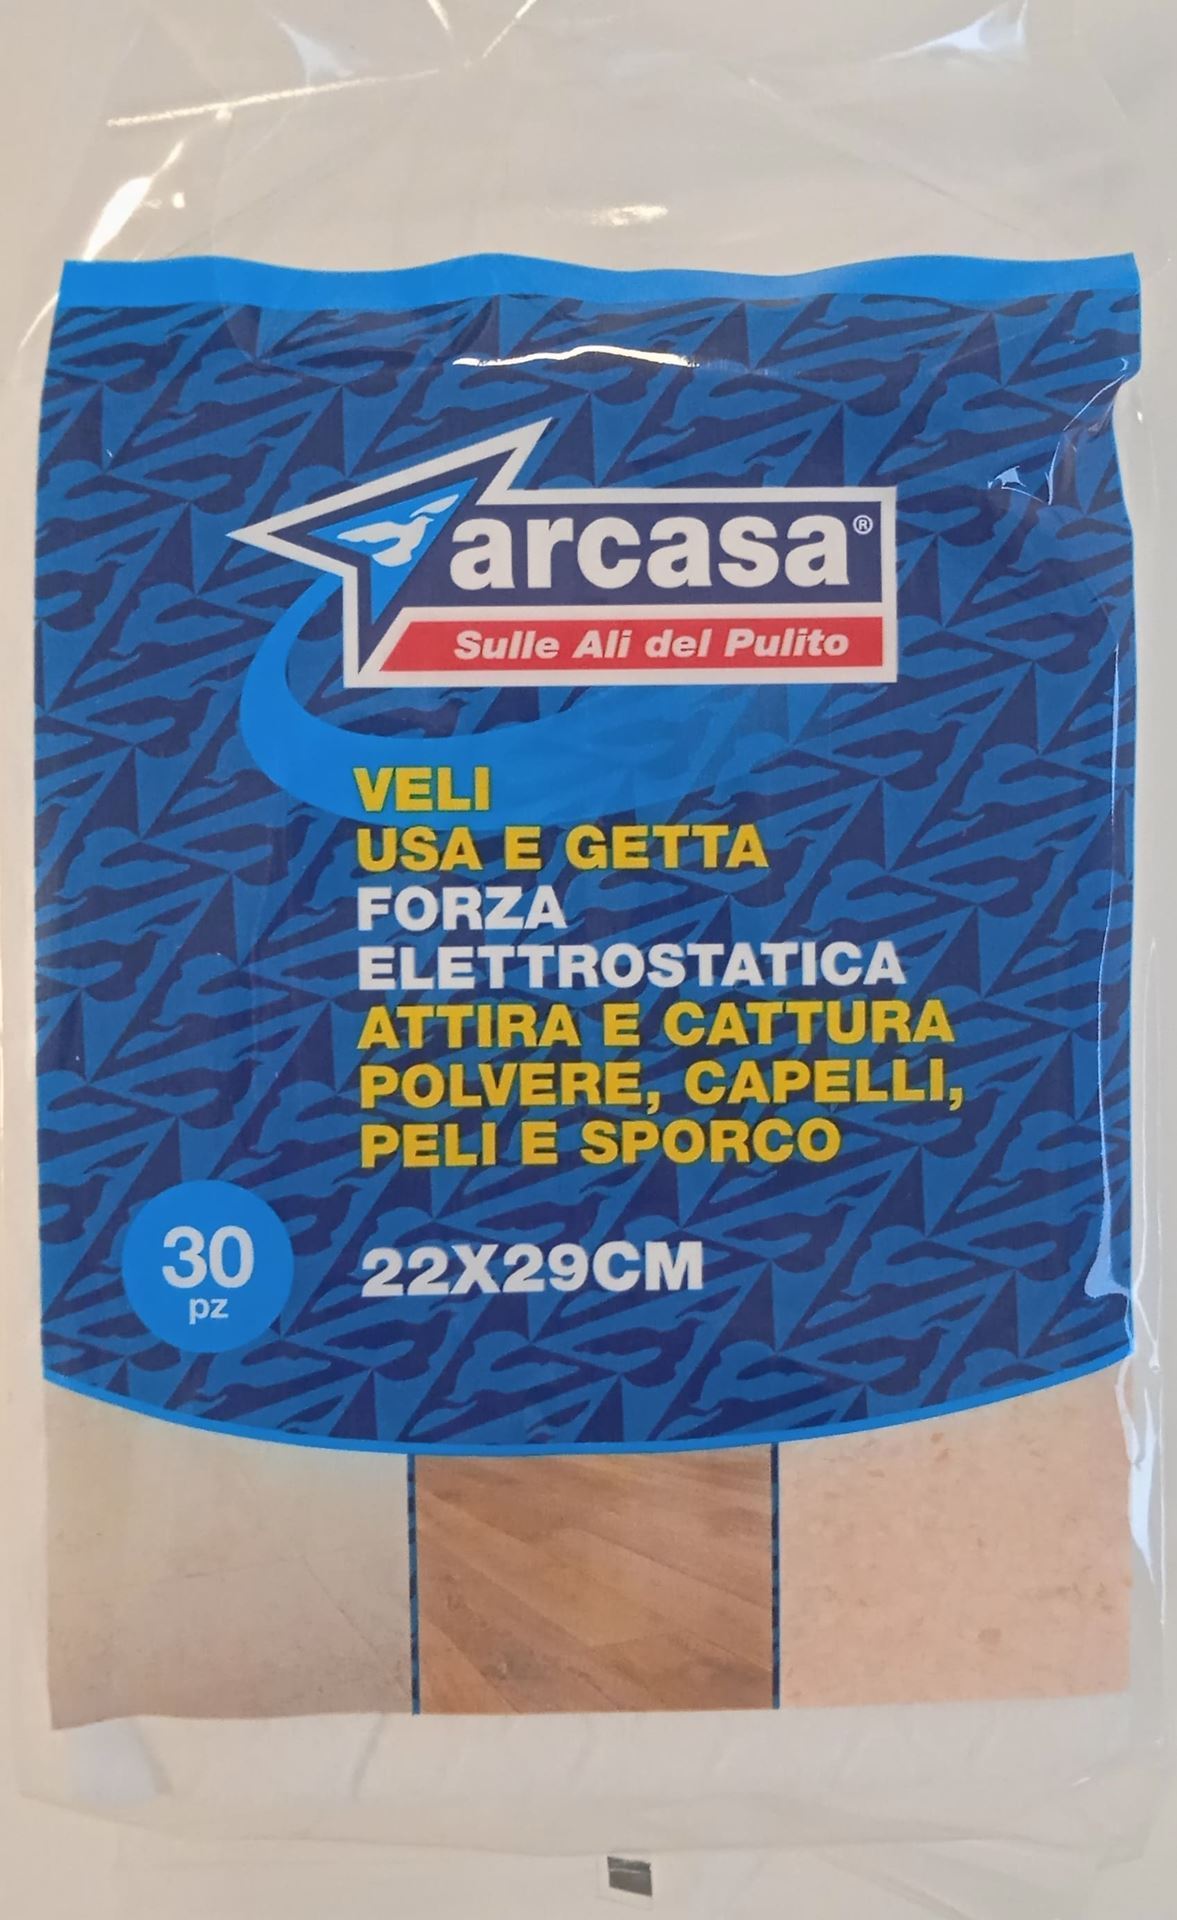 arcasa®
Sulle Ali del Pulito
VELI
USA E GETTA
FORZA
ELETTROSTATICA
ATTIRA E CATTURA
POLVERE, CAPELLI,
PELI E SPORCO
30
pz
22X29CM